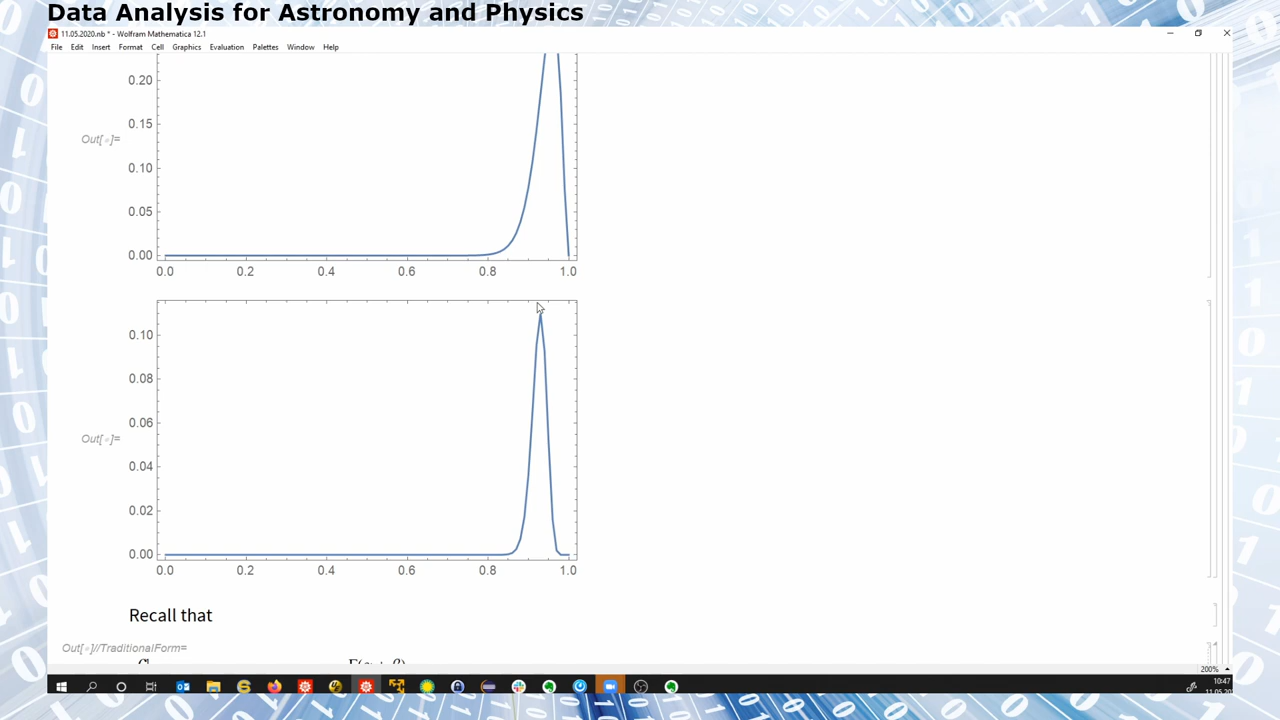 Data Analysis for Astronomy and Physics
11.05.2020.nb * - Wolfram Mathematica 12.1
File Edit Insert Format Cell Graphics Evaluation Palettes Window Help
0.20
0.15
Out[•]=
0.10
0.05
0.00
0.0 0.2 0.4 0.6 0.8 1.0
0.10
0.08
0.06
Out[•]=
0.04
0.02
0.00
0.0 0.2 0.4 0.6 0.8 1.0
Recall that
Out[•]//TraditionalForm=
200%
10:47